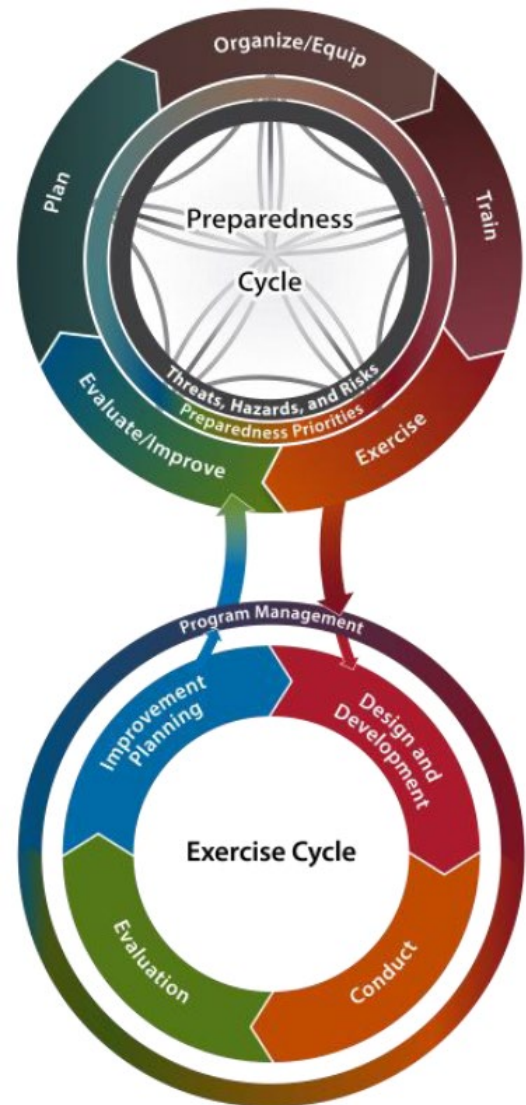 Organize/Equip
Plan
Train
Preparedness
Cycle
Threats, Hazards, and Risks
Preparedness Priorities
Evaluate/Improve
Exercise
Program Management
Improvement
Planning
Design and
Development
Exercise Cycle
Evaluation
Conduct